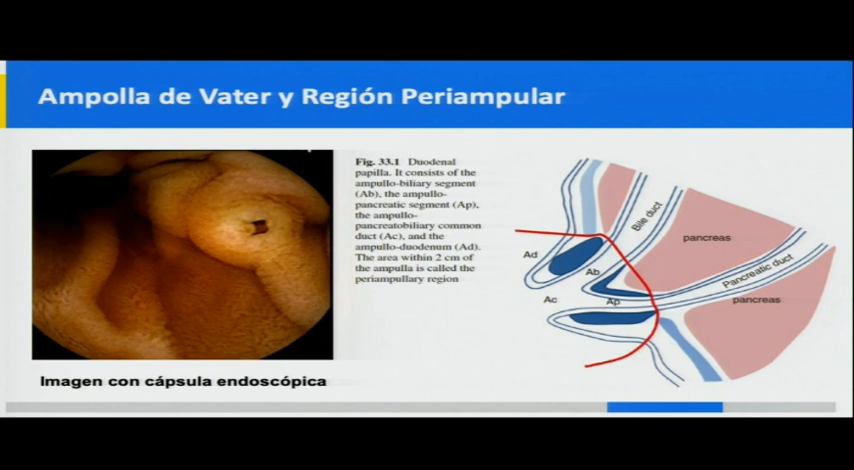 Ampolla de Vater y Región Periampular
Fig. 33.1 Duodenal
papilla. It consists of the
ampullo-biliary segment
(Ab), the ampullo-
pancreatic segment (Ap),
the ampullo-
pancreatobiliary common
duct (Ac), and the
ampullo-duodenum (Ad).
The area within 2 cm of
the ampulla is called the
periampullary region
Bile duct
pancreas
Ad
Ab
Pancreatic duct
Ac
Ap
pancreas
Imagen con cápsula endoscópica